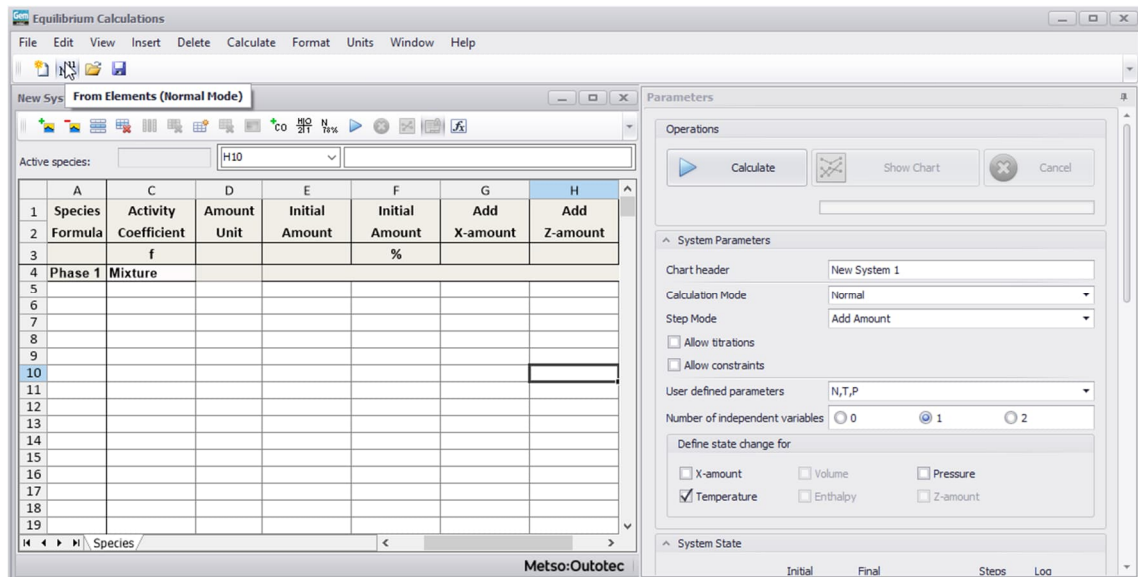 Gem Equilibrium Calculations
File Edit View Insert Delete Calculate Format Units Window Help
From Elements (Normal Mode)
New Sys
Active species:
H10
A C D E F G H
1 Species Activity Amount Initial Initial Add Add
2 Formula Coefficient Unit Amount Amount X-amount Z-amount
3 f %
4 Phase 1 Mixture
5
6
7
8
9
10
11
12
13
14
15
16
17
18
19
Species
Metso:Outotec
Parameters
Operations
Calculate Show Chart Cancel
System Parameters
Chart header New System 1
Calculation Mode Normal
Step Mode Add Amount
Allow titrations
Allow constraints
User defined parameters N,T,P
Number of independent variables 0 1 2
Define state change for
X-amount Volume Pressure
Temperature Enthalpy Z-amount
System State
Initial Final Steps Log